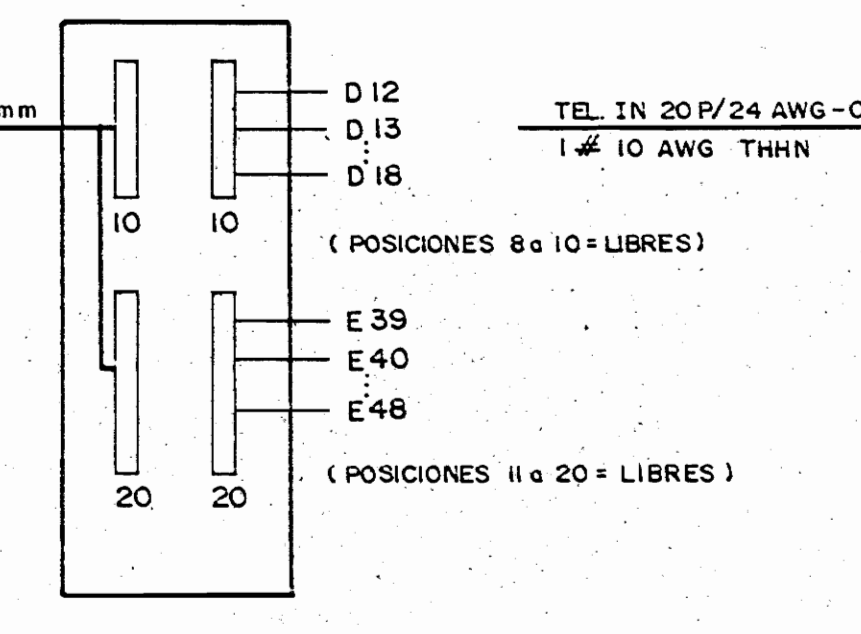 mm
D 12
D 13
D 18
TEL. IN 20 P/24 AWG - C
1 # 10 AWG THHN
10 10
( POSICIONES 8 a 10 = LIBRES )
E 39
E 40
E 48
( POSICIONES 11 a 20 = LIBRES )
20 20